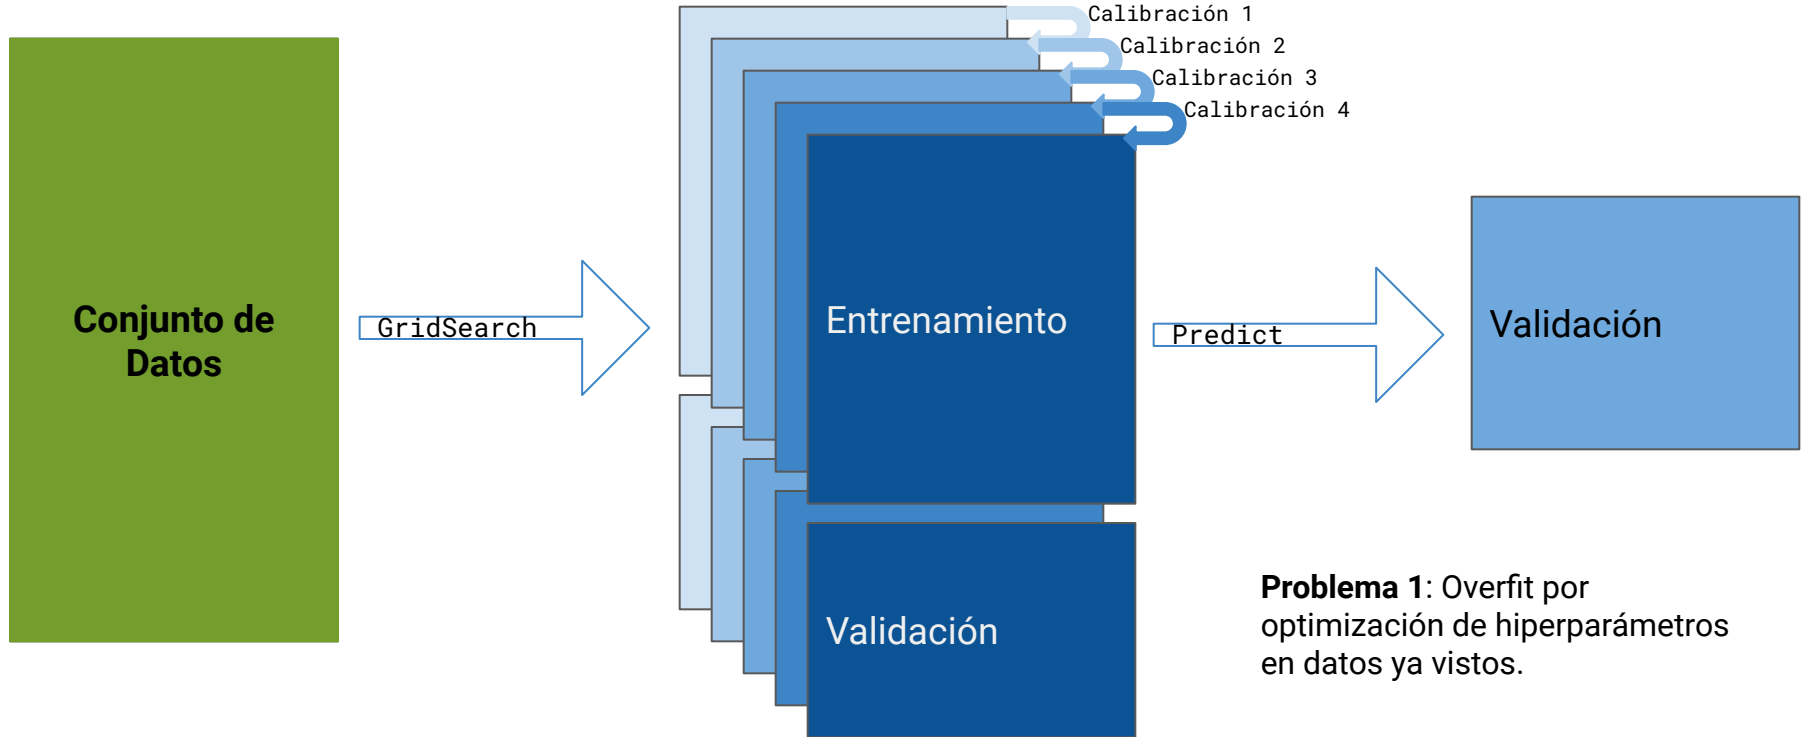 Calibración 1
Calibración 2
Calibración 3
Calibración 4
Conjunto de
Datos
GridSearch
Entrenamiento
Predict
Validación
Validación
Problema 1: Overfit por
optimización de hiperparámetros
en datos ya vistos.